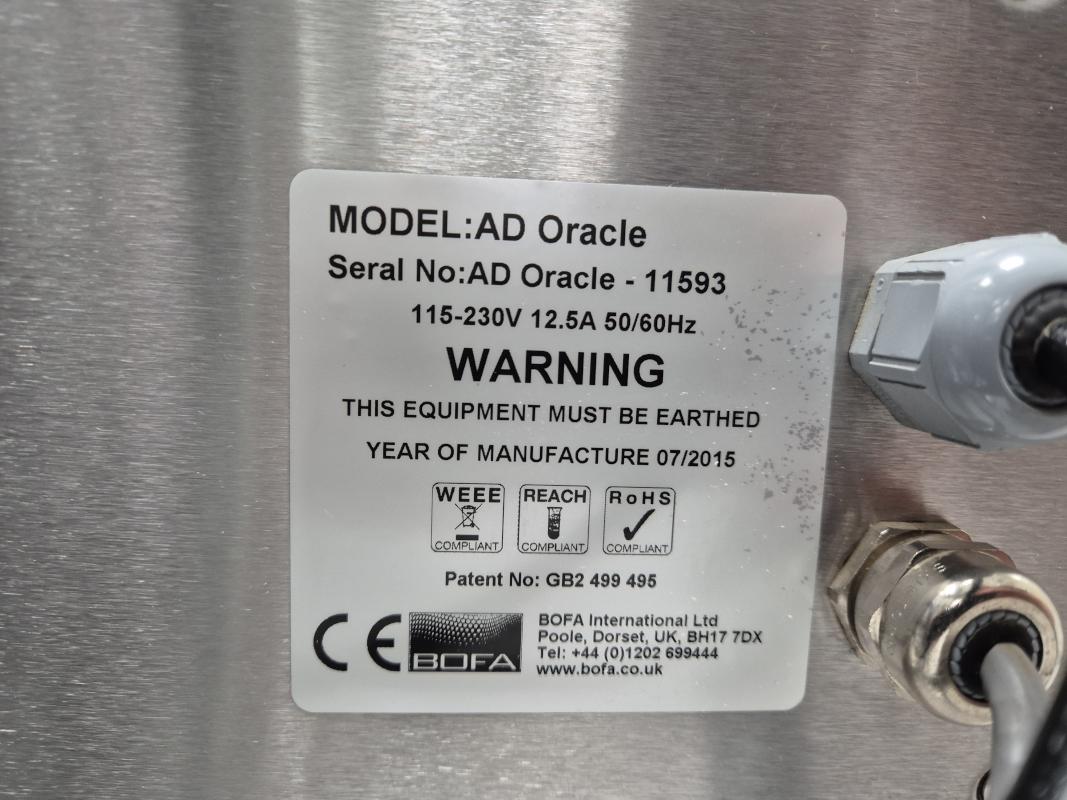 MODEL:AD Oracle
Seral No:AD Oracle - 11593
115-230V 12.5A 50/60Hz
WARNING
THIS EQUIPMENT MUST BE EARTHED
YEAR OF MANUFACTURE 07/2015
WEEE REACH RoHS
COMPLIANT COMPLIANT COMPLIANT
Patent No: GB2 499 495
CE BOFA
BOFA International Ltd
Poole, Dorset, UK, BH17 7DX
Tel: +44 (0)1202 699444
www.bofa.co.uk